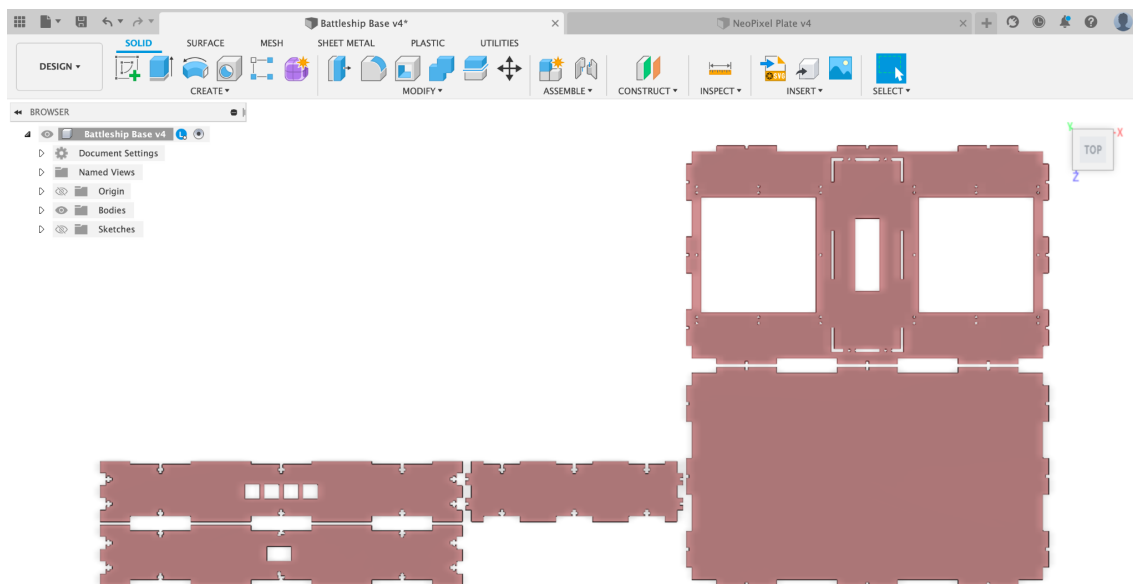 Battleship Base v4*
NeoPixel Plate v4
SOLID SURFACE MESH SHEET METAL PLASTIC UTILITIES
DESIGN
SVG
CREATE MODIFY ASSEMBLE CONSTRUCT INSPECT INSERT SELECT
BROWSER
Battleship Base v4
Document Settings
Named Views
Origin
Bodies
Sketches
Y
X
TOP
Z